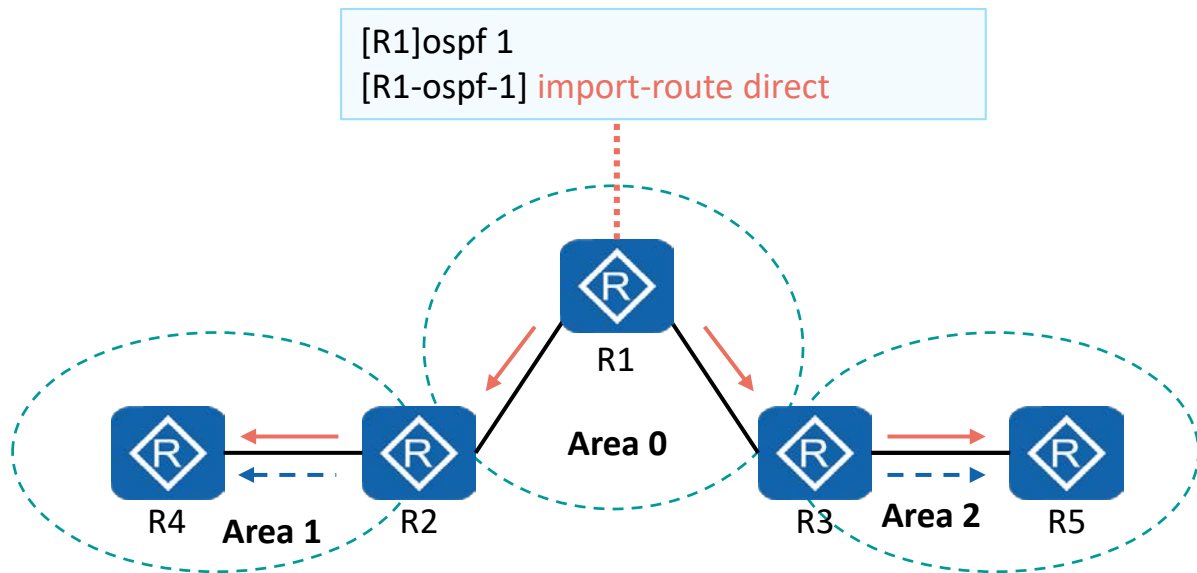 [R1]ospf 1
[R1-ospf-1] import-route direct
R
R1
Area 0
R
R4
Area 1
R
R2
R
R3
Area 2
R
R5